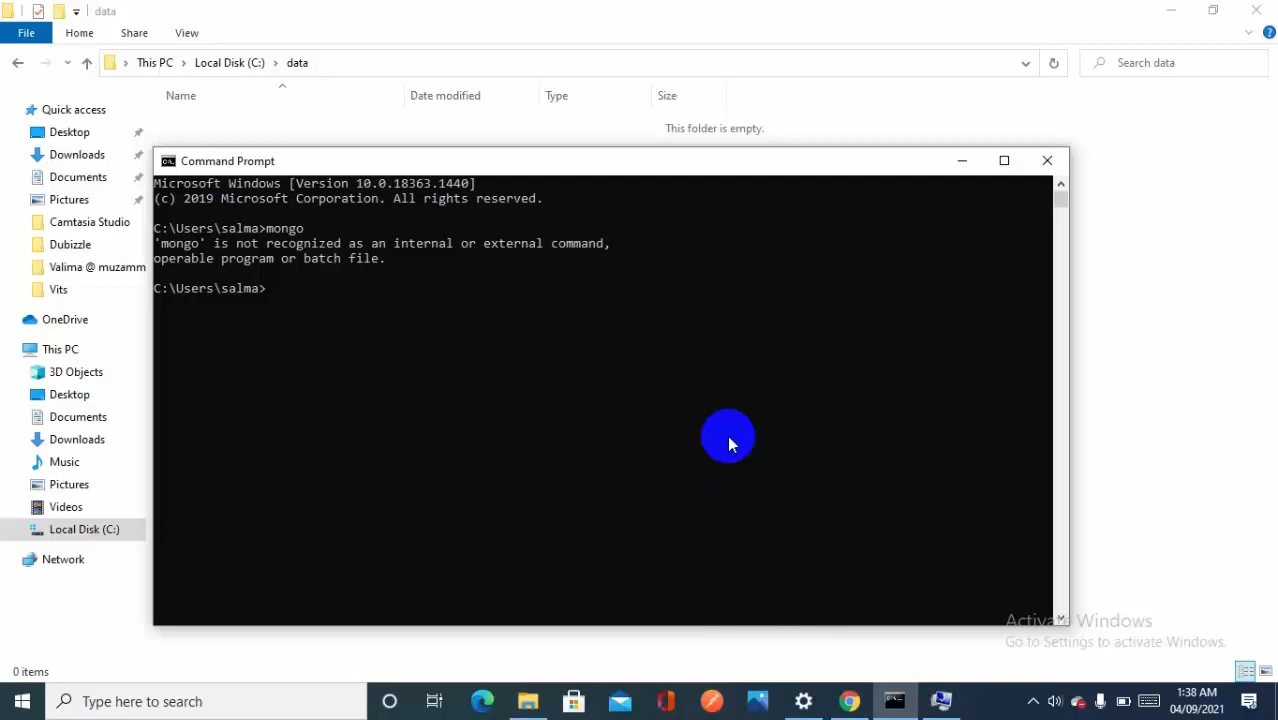 data
File Home Share View
This PC Local Disk (C:) data
Search data
Name Date modified Type Size
This folder is empty.
Quick access
Desktop
Downloads
Documents
Pictures
Camtasia Studio
Dubizzle
Valima @ muzamm
Vits
OneDrive
This PC
3D Objects
Desktop
Documents
Downloads
Music
Pictures
Videos
Local Disk (C:)
Network
Command Prompt
Microsoft Windows [Version 10.0.18363.1440]
(c) 2019 Microsoft Corporation. All rights reserved.
C:\Users\salma>mongo
'mongo' is not recognized as an internal or external command,
operable program or batch file.
C:\Users\salma>
Activate Windows
Go to Settings to activate Windows.
0 items
Type here to search
1:38 AM
04/09/2021